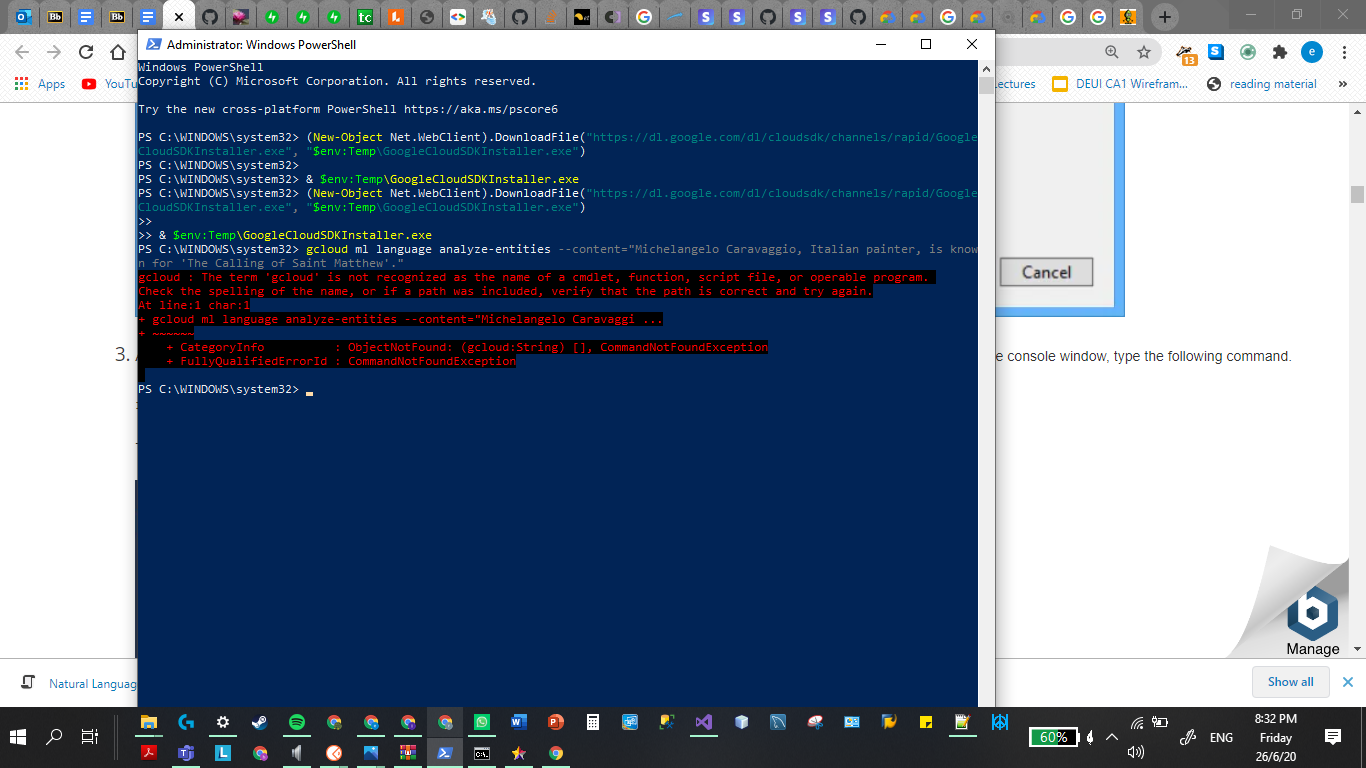 Administrator: Windows PowerShell
Apps
YouTu
ectures
DEUI CA1 Wirefram...
reading material
13
e
Windows PowerShell
Copyright (C) Microsoft Corporation. All rights reserved.
Try the new cross-platform PowerShell https://aka.ms/pscore6
PS C:\WINDOWS\system32> (New-Object Net.WebClient).DownloadFile("https://dl.google.com/dl/cloudsdk/channels/rapid/Google
CloudSDKInstaller.exe", "$env:Temp\GoogleCloudSDKInstaller.exe")
PS C:\WINDOWS\system32>
PS C:\WINDOWS\system32> & $env:Temp\GoogleCloudSDKInstaller.exe
PS C:\WINDOWS\system32> (New-Object Net.WebClient).DownloadFile("https://dl.google.com/dl/cloudsdk/channels/rapid/Google
CloudSDKInstaller.exe", "$env:Temp\GoogleCloudSDKInstaller.exe")
>>
>> & $env:Temp\GoogleCloudSDKInstaller.exe
PS C:\WINDOWS\system32> gcloud ml language analyze-entities --content="Michelangelo Caravaggio, Italian painter, is know
n for 'The Calling of Saint Matthew'."
gcloud : The term 'gcloud' is not recognized as the name of a cmdlet, function, script file, or operable program.
Check the spelling of the name, or if a path was included, verify that the path is correct and try again.
At line:1 char:1
+ gcloud ml language analyze-entities --content="Michelangelo Caravaggi ...
+ ~~~~~~
+ CategoryInfo : ObjectNotFound: (gcloud:String) [], CommandNotFoundException
+ FullyQualifiedErrorId : CommandNotFoundException
PS C:\WINDOWS\system32>
Cancel
3.
e console window, type the following command.
Manage
Natural Languag
Show all
60%
ENG
8:32 PM
Friday
26/6/20